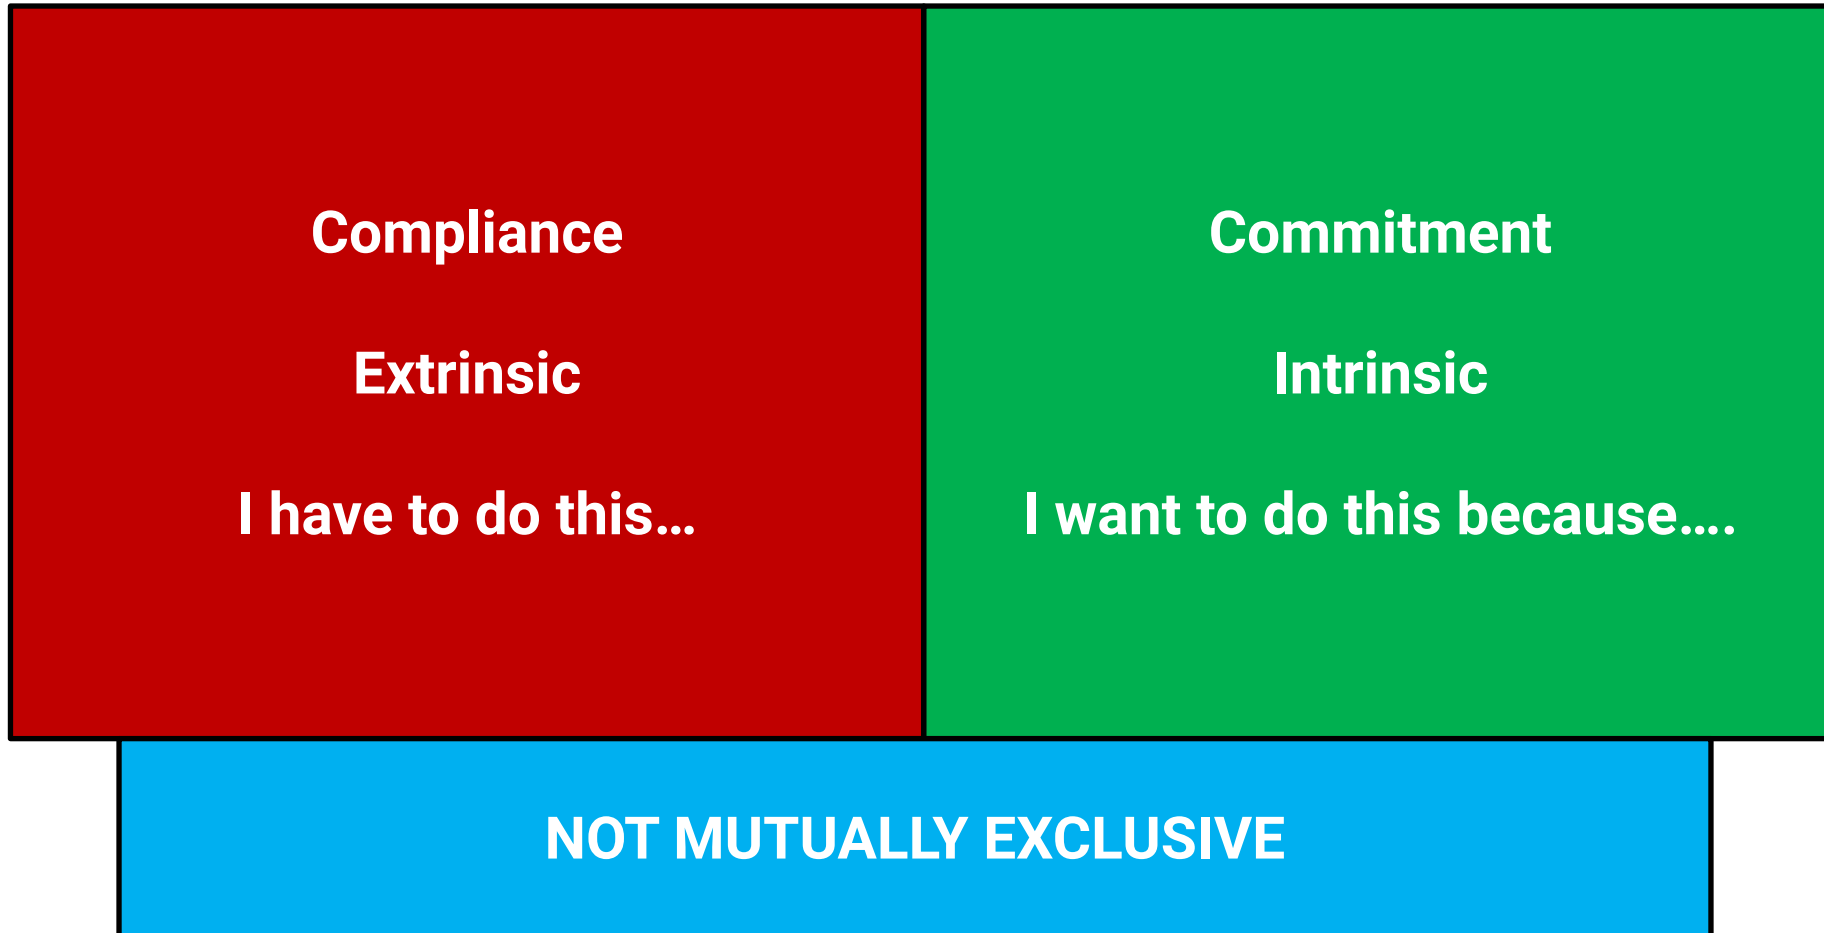 Compliance
Extrinsic
I have to do this...
Commitment
Intrinsic
I want to do this because....
NOT MUTUALLY EXCLUSIVE